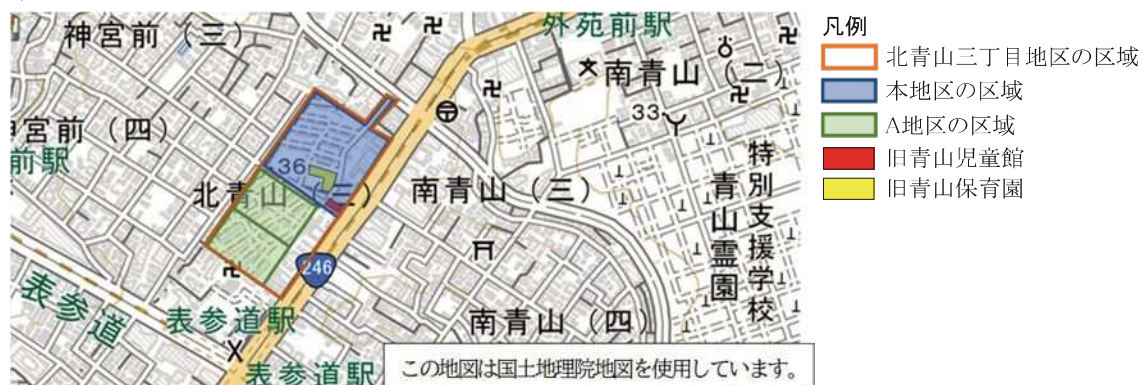 神宮前（三）
外苑前駅
南青山（二）
33
神宮前（四）
前駅
36
北青山（三）
南青山（三）
特別支援学校
青山霊園
246
表参道
表参道駅
南青山（四）
表参道駅
この地図は国土地理院地図を使用しています。
凡例
北青山三丁目地区の区域
本地区の区域
A地区の区域
旧青山児童館
旧青山保育園